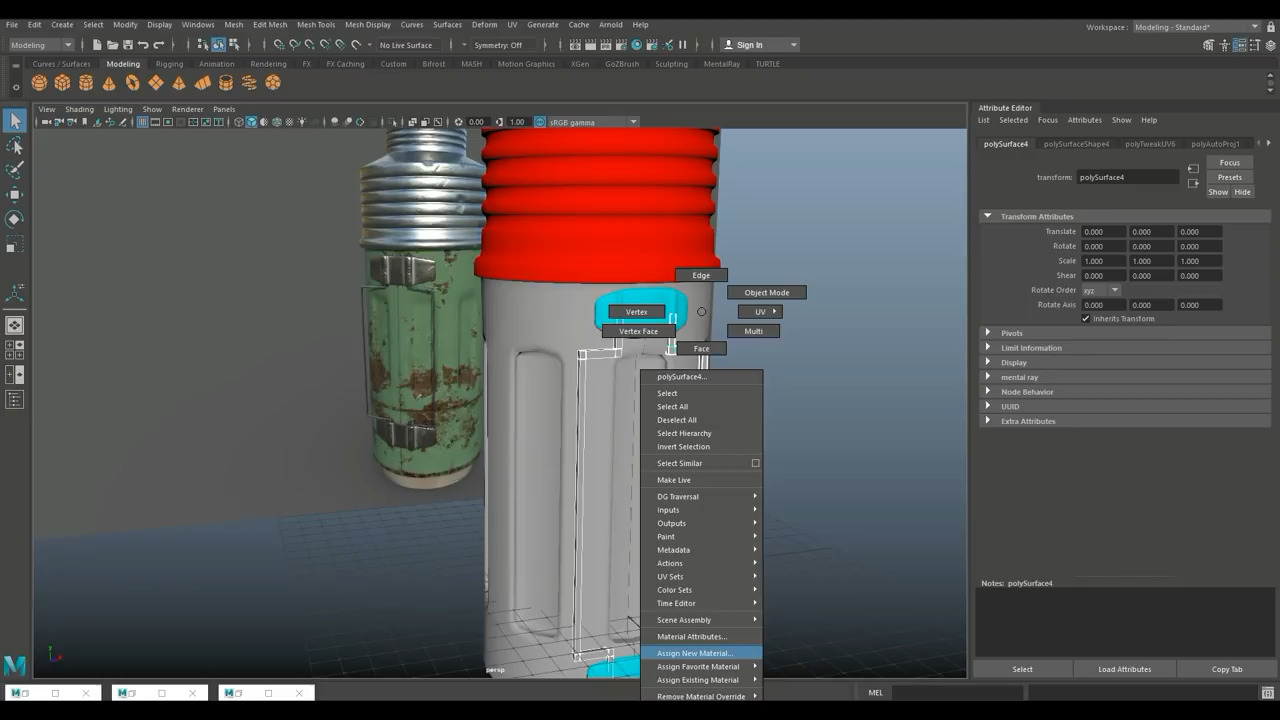 File Edit Create Select Modify Display Windows Mesh Edit Mesh Mesh Tools Mesh Display Curves Surfaces Deform UV Generate Cache Arnold Help
Workspace : Modeling - Standard*
Modeling No Live Surface Symmetry: Off Sign In
Curves / Surfaces Modeling Rigging Animation Rendering FX FX Caching Custom Bifrost MASH Motion Graphics XGen GoZBrush Sculpting MentalRay TURTLE
View Shading Lighting Show Renderer Panels
0.00 1.00 sRGB gamma
Attribute Editor
List Selected Focus Attributes Show Help
polySurface4 polySurfaceShape4 polyTweakUV6 polyAutoProj1
Focus
transform: polySurface4 Presets
Show Hide
Transform Attributes
Translate 0.000 0.000 0.000
Rotate 0.000 0.000 0.000
Scale 1.000 1.000 1.000
Shear 0.000 0.000 0.000
Rotate Order xyz
Rotate Axis 0.000 0.000 0.000
Inherits Transform
Pivots
Limit Information
Display
mental ray
Node Behavior
UUID
Extra Attributes
Edge
Object Mode
Vertex UV
Vertex Face Multi
Face
polySurface4...
Select
Select All
Deselect All
Select Hierarchy
Invert Selection
Select Similar
Make Live
DG Traversal
Inputs
Outputs
Paint
Metadata
Actions
UV Sets
Color Sets
Time Editor
Scene Assembly
Material Attributes...
Assign New Material...
Assign Favorite Material
Assign Existing Material
Remove Material Override
Notes: polySurface4
persp
Select Load Attributes Copy Tab
MEL